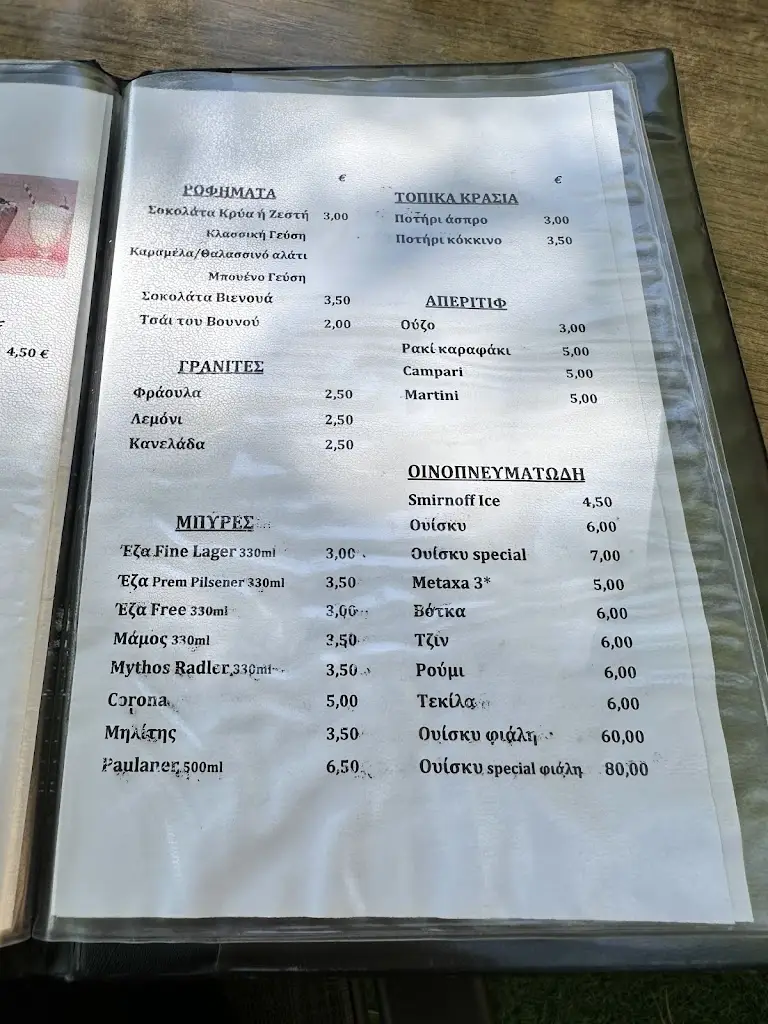 €
4,50 €
€
ΡΟΦΗΜΑΤΑ
Σοκολάτα Κρύα ή Ζεστή 3,00
Κλασσική Γεύση
Καραμέλα/Θαλασσινό αλάτι
Μπουένο Γεύση
Σοκολάτα Βιενουά 3,50
Τσάι του Βουνού 2,00
ΓΡΑΝΙΤΕΣ
Φράουλα 2,50
Λεμόνι 2,50
Κανελάδα 2,50
ΜΠΥΡΕΣ
Έζα Fine Lager 330ml 3,00
Έζα Prem Pilsener 330ml 3,50
Έζα Free 330ml 3,00
Μάμος 330ml 3,50
Mythos Radler 330ml 3,50
Corona 5,00
Μηλίτης 3,50
Paulaner 500ml 6,50
€
ΤΟΠΙΚΑ ΚΡΑΣΙΑ
Ποτήρι άσπρο 3,00
Ποτήρι κόκκινο 3,50
ΑΠΕΡΙΤΙΦ
Ούζο 3,00
Ρακί καραφάκι 5,00
Campari 5,00
Martini 5,00
ΟΙΝΟΠΝΕΥΜΑΤΩΔΗ
Smirnoff Ice 4,50
Ουίσκυ 6,00
Ουίσκυ special 7,00
Metaxa 3* 5,00
Βότκα 6,00
Τζίν 6,00
Ρούμι 6,00
Τεκίλα 6,00
Ουίσκυ φιάλη 60,00
Ουίσκυ special φιάλη 80,00